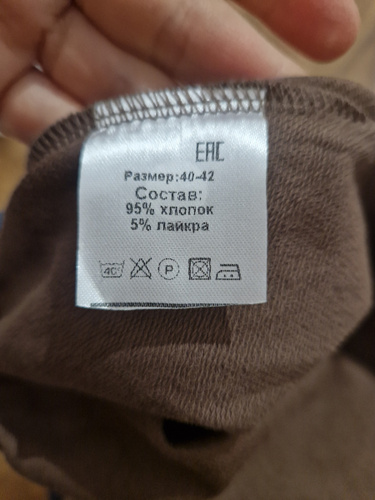 EAC
Размер:40-42
Состав:
95% хлопок
5% лайкра
40° P